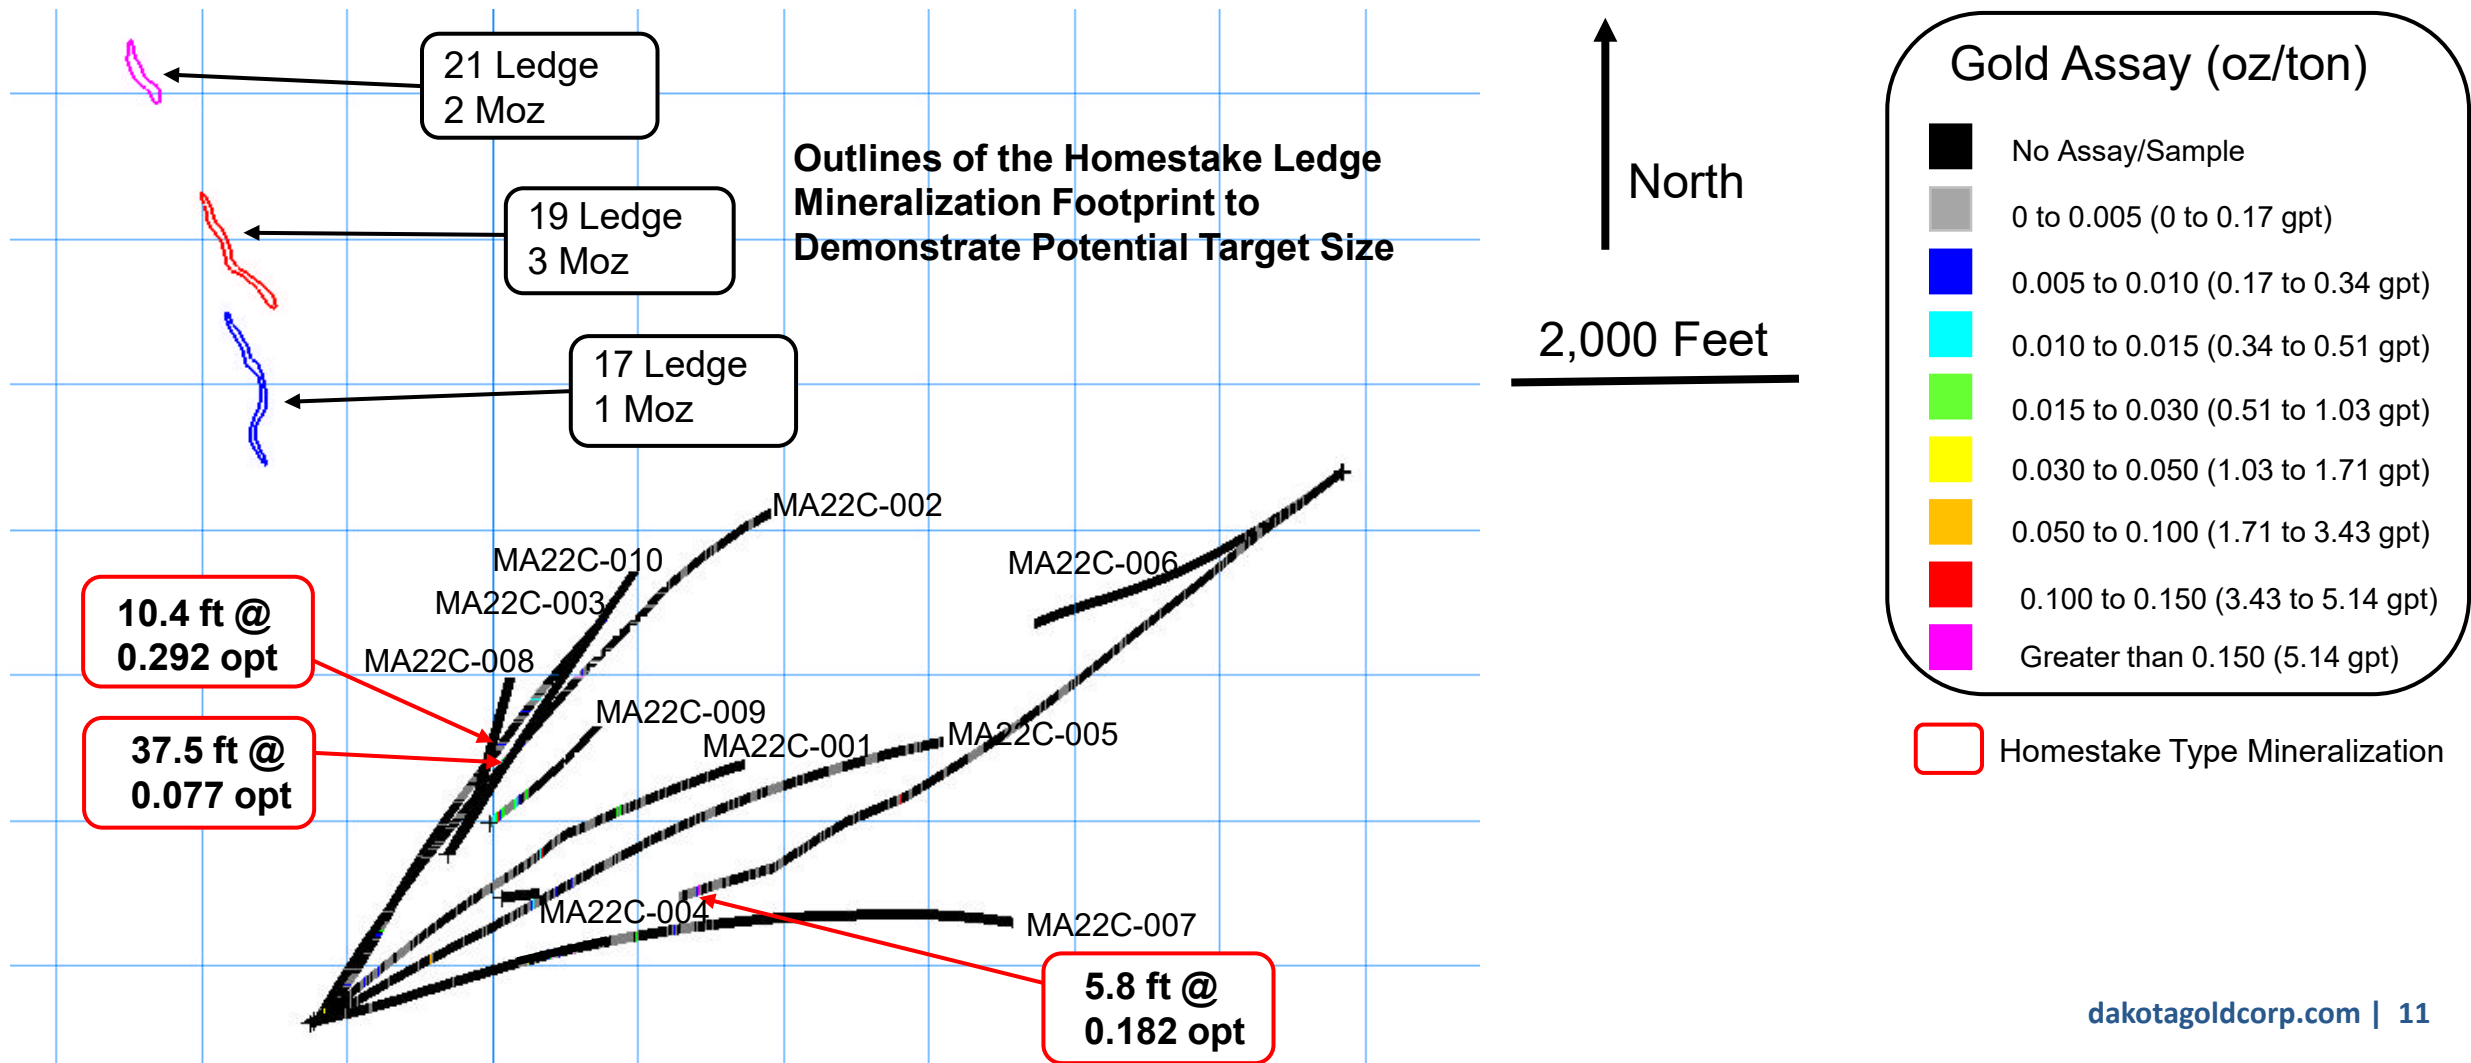 21 Ledge
2 Moz
19 Ledge
3 Moz
17 Ledge
1 Moz
Outlines of the Homestake Ledge
Mineralization Footprint to
Demonstrate Potential Target Size
North
2,000 Feet
Gold Assay (oz/ton)
No Assay/Sample
0 to 0.005 (0 to 0.17 gpt)
0.005 to 0.010 (0.17 to 0.34 gpt)
0.010 to 0.015 (0.34 to 0.51 gpt)
0.015 to 0.030 (0.51 to 1.03 gpt)
0.030 to 0.050 (1.03 to 1.71 gpt)
0.050 to 0.100 (1.71 to 3.43 gpt)
0.100 to 0.150 (3.43 to 5.14 gpt)
Greater than 0.150 (5.14 gpt)
Homestake Type Mineralization
MA22C-002
MA22C-010
MA22C-003
MA22C-008
MA22C-006
MA22C-009
MA22C-001
MA22C-005
MA22C-004
MA22C-007
10.4 ft @
0.292 opt
37.5 ft @
0.077 opt
5.8 ft @
0.182 opt
dakotagoldcorp.com | 11